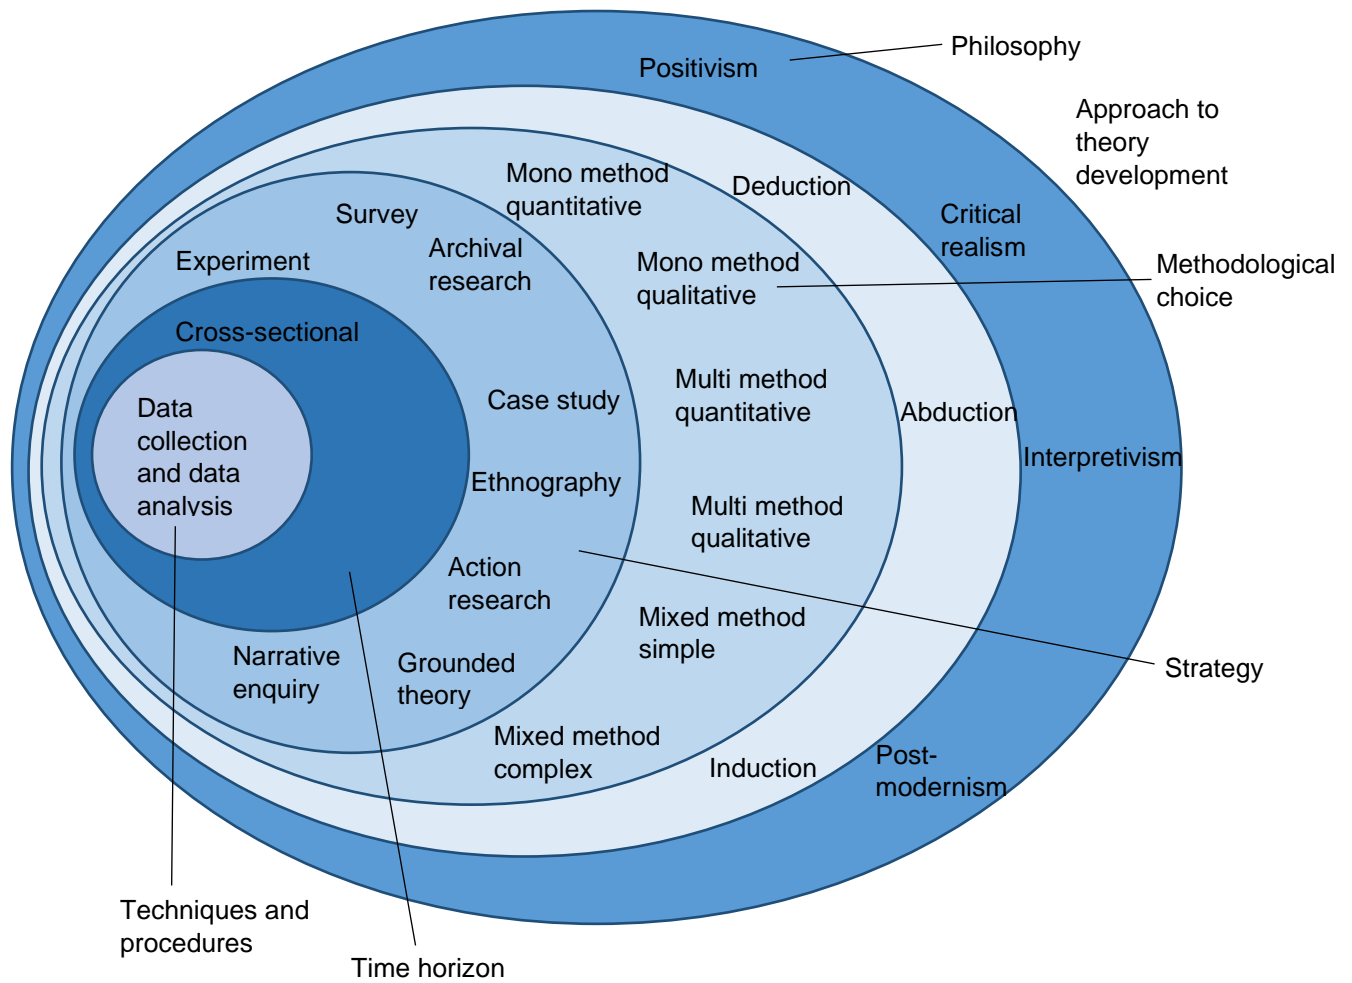 Philosophy
Positivism
Approach to
theory
development
Mono method
quantitative
Deduction
Survey
Critical
realism
Archival
research
Experiment
Mono method
qualitative
Methodological
choice
Cross-sectional
Multi method
quantitative
Case study
Abduction
Data
collection
and data
analysis
Interpretivism
Ethnography
Multi method
qualitative
Action
research
Mixed method
simple
Narrative
enquiry
Grounded
theory
Strategy
Mixed method
complex
Induction
Post-
modernism
Techniques and
procedures
Time horizon